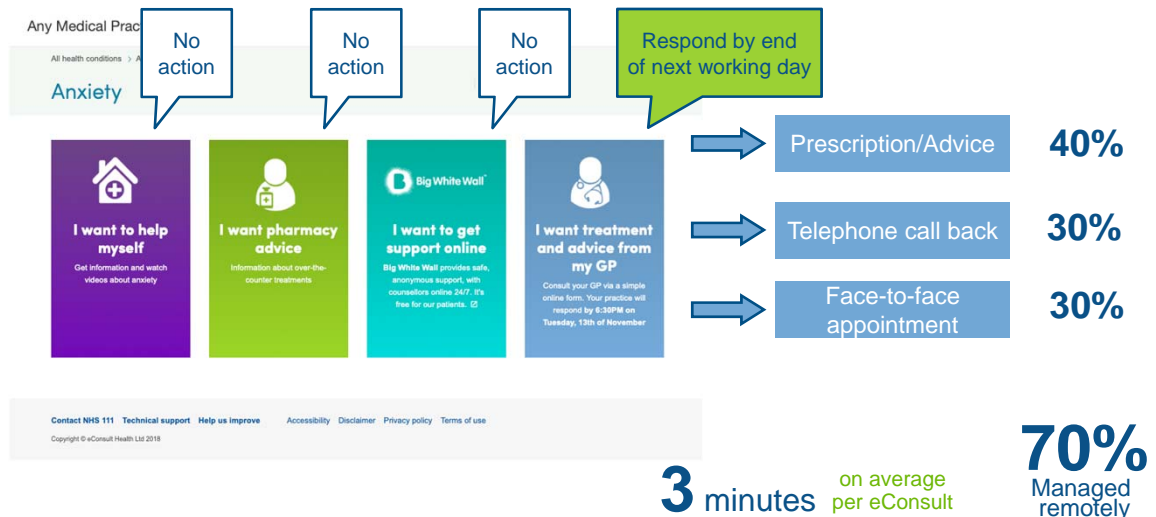 Any Medical Prac
No
action
No
action
No
action
Respond by end
of next working day
All health conditions > A
Anxiety
I want to help
myself
Get information and watch
videos about anxiety
I want pharmacy
advice
Information about over-the-
counter treatments
Big White Wall
I want to get
support online
Big White Wall provides safe,
anonymous support, with
counsellors online 24/7. It's
free for our patients.
I want treatment
and advice from
my GP
Consult your GP via a simple
online form. Your practice will
respond by 6:30PM on
Tuesday, 13th of November
Prescription/Advice 40%
Telephone call back 30%
Face-to-face
appointment
30%
Contact NHS 111 Technical support Help us improve Accessibility Disclaimer Privacy policy Terms of use
Copyright © eConsult Health Ltd 2018
3 minutes
on average
per eConsult
70%
Managed
remotely